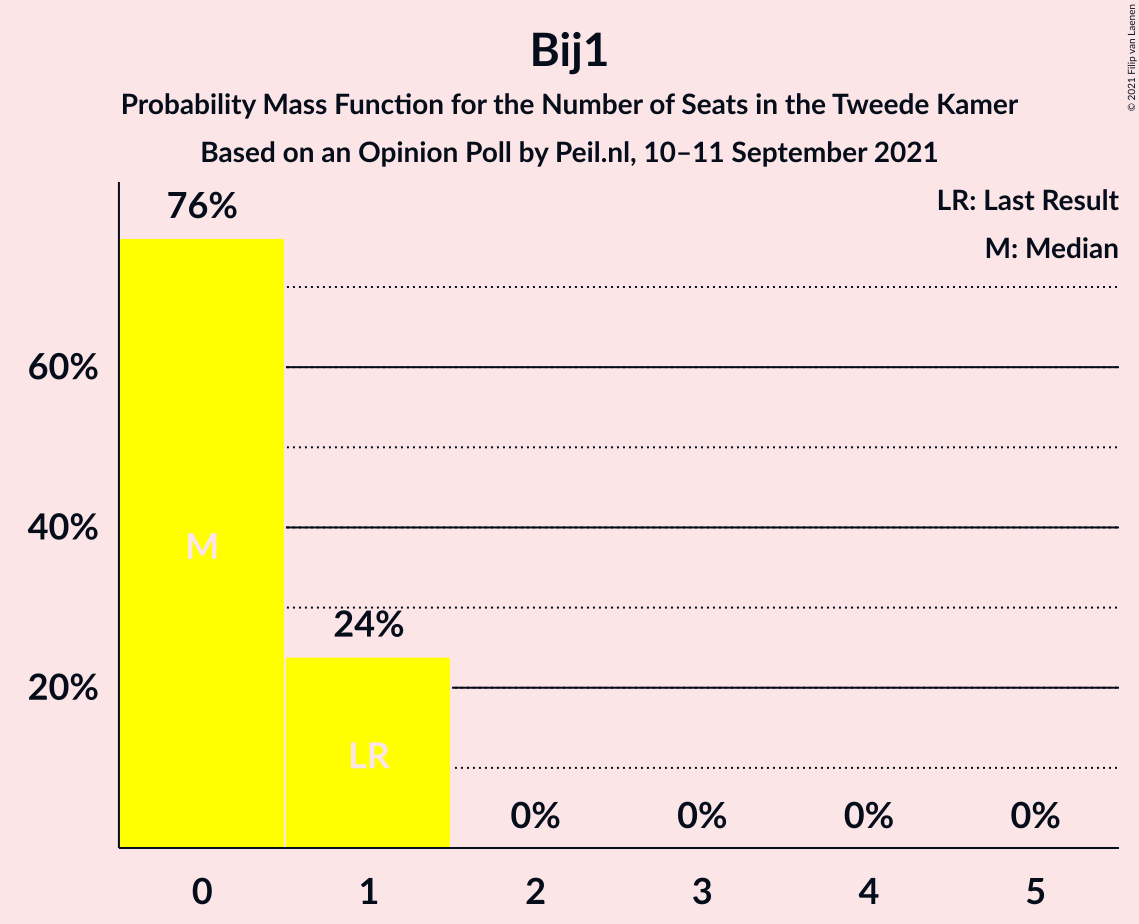 Bij1
Probability Mass Function for the Number of Seats in the Tweede Kamer
Based on an Opinion Poll by Peil.nl, 10–11 September 2021
© 2021 Filip van Laenen
LR: Last Result
M: Median
76%
60%
40%
M
24%
20%
LR
0% 0% 0% 0%
0 1 2 3 4 5